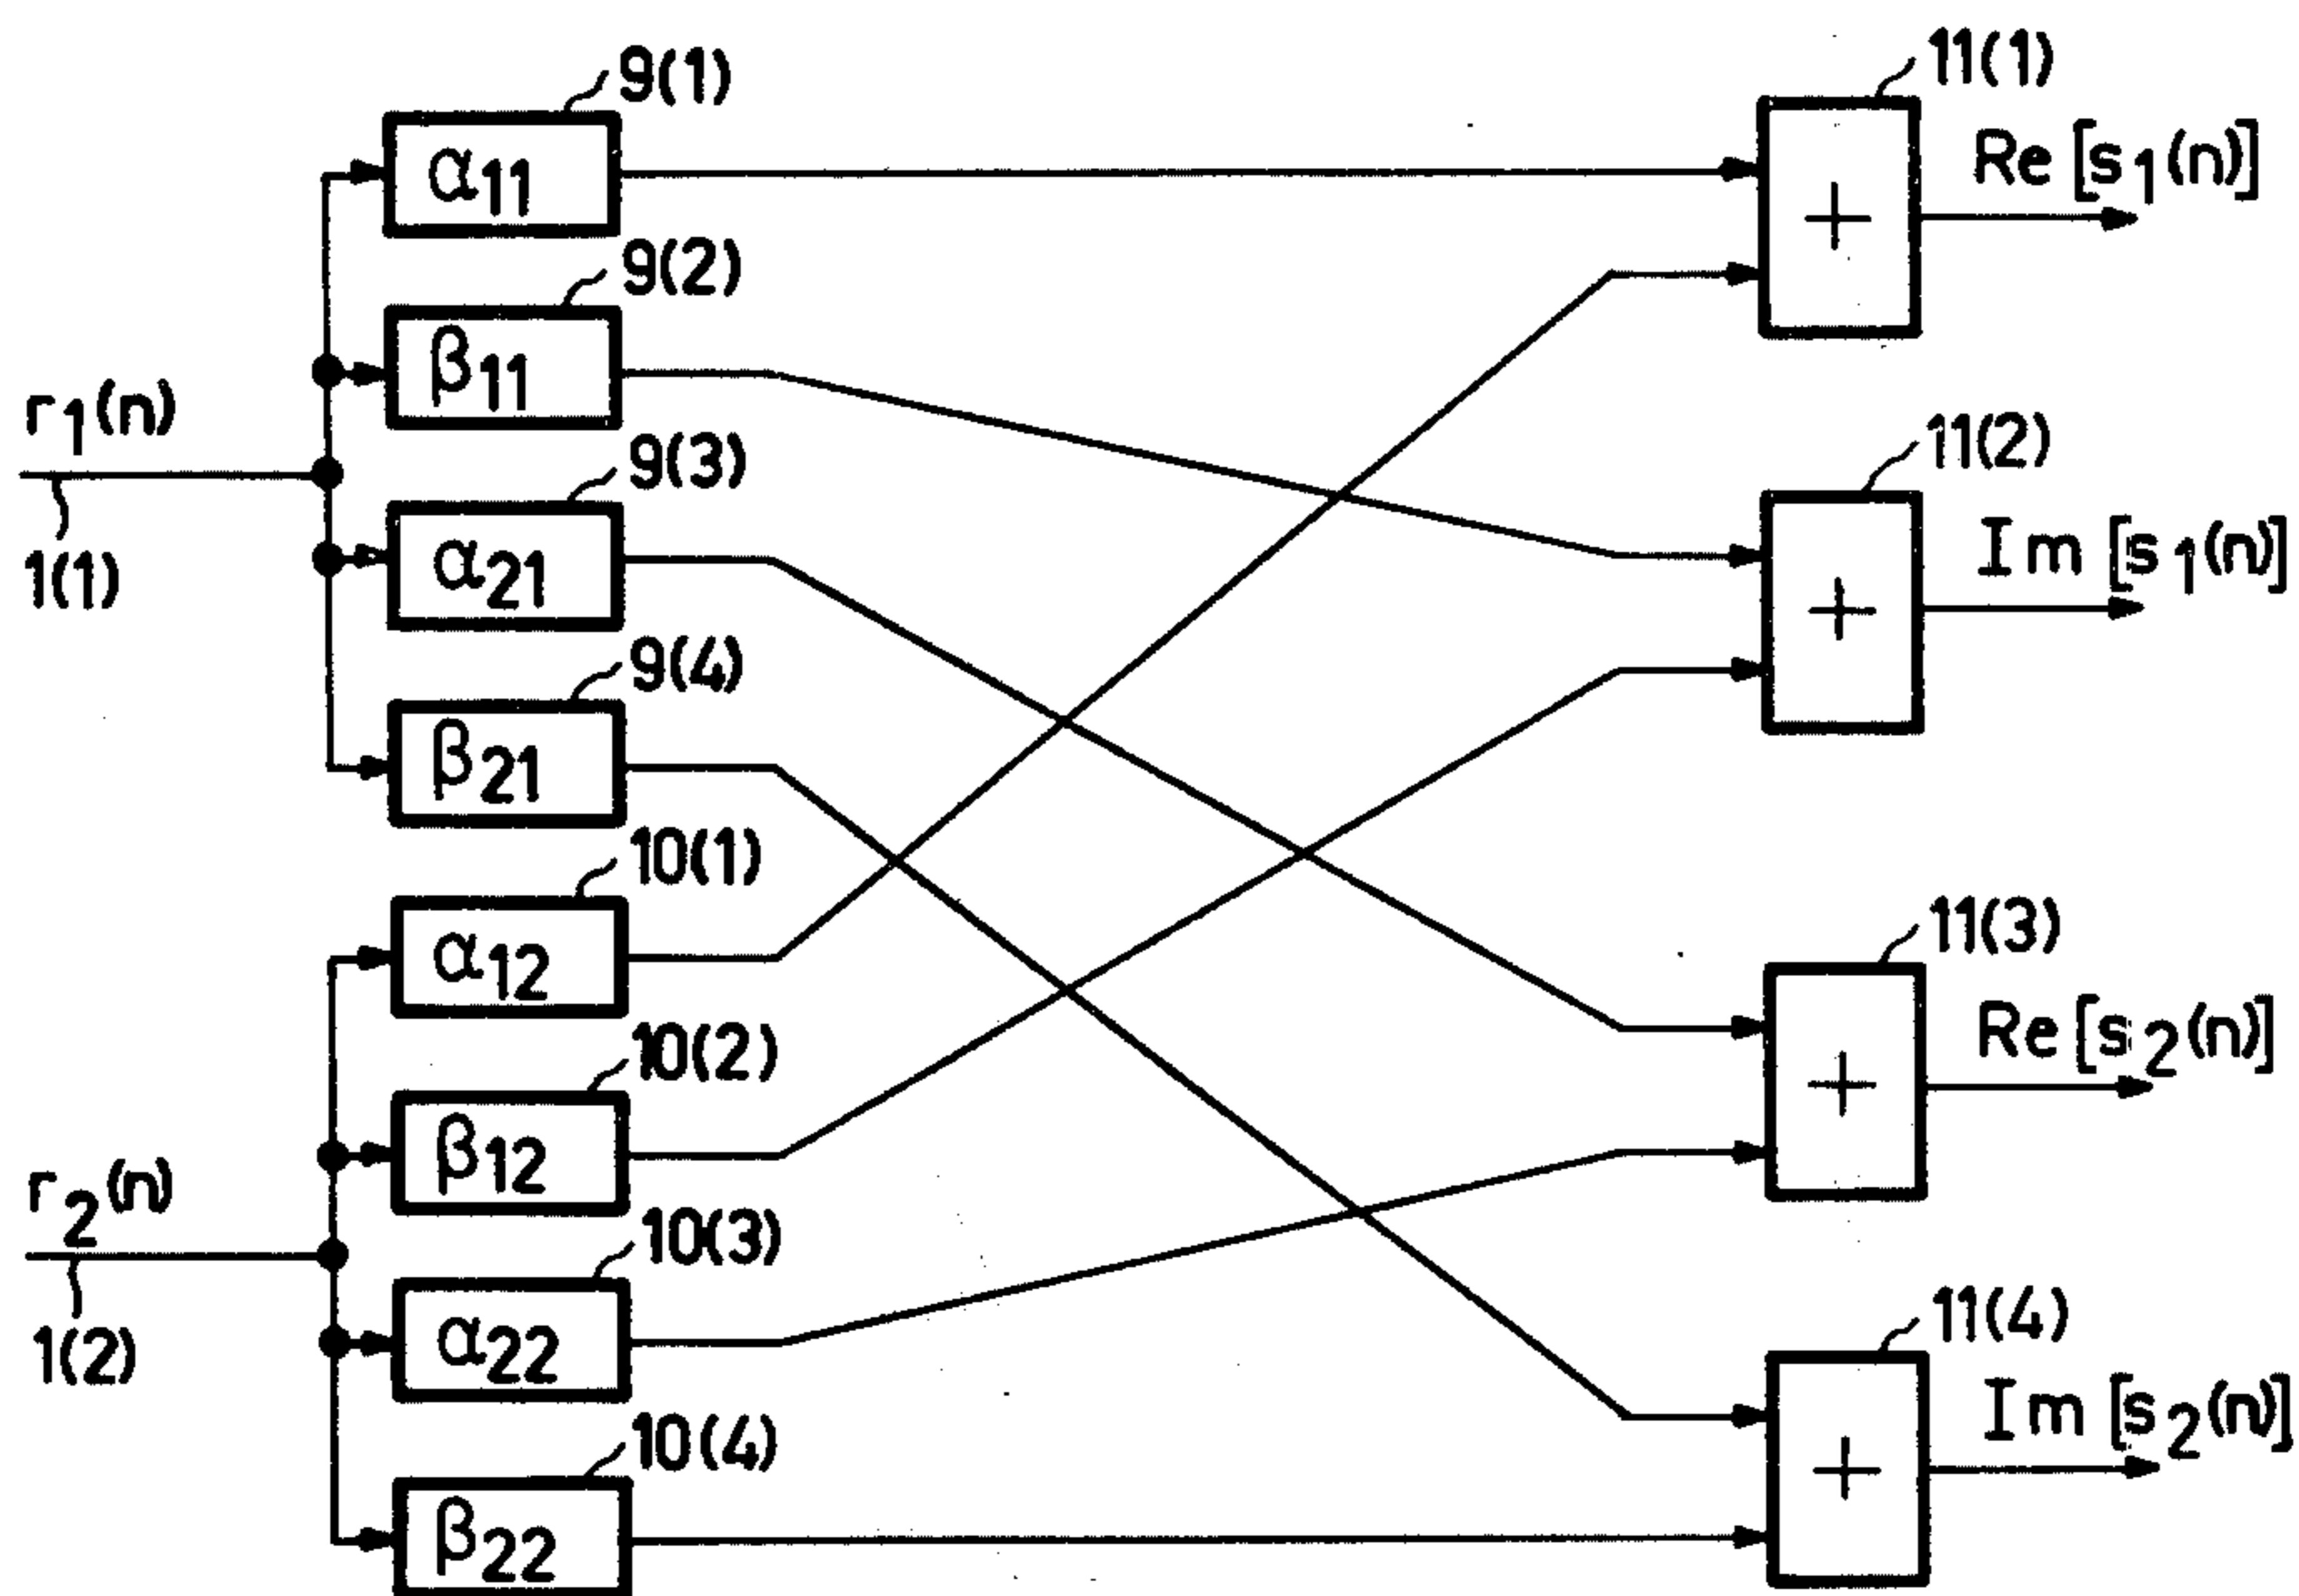 9(1)
α11
9(2)
β11
r1(n)
1(1)
9(3)
α21
9(4)
β21
10(1)
α12
10(2)
β12
r2(n)
1(2)
10(3)
α22
10(4)
β22
11(1)
+
Re [s1(n)]
11(2)
+
Im [s1(n)]
11(3)
+
Re [s2(n)]
11(4)
+
Im [s2(n)]